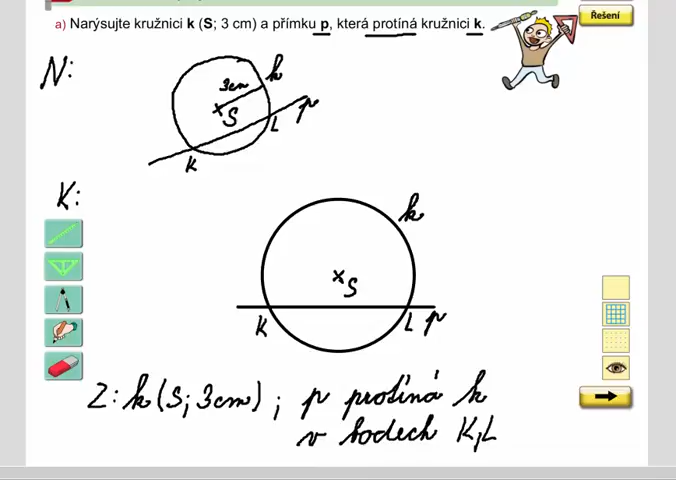 Řešení
a) Narýsujte kružnici k (S; 3 cm) a přímku p, která protíná kružnici k.
N:
k
3cm
S
p
L
K
K:
k
S
K
L p
Z: k (S; 3cm) ; p protíná k
v bodech K,L